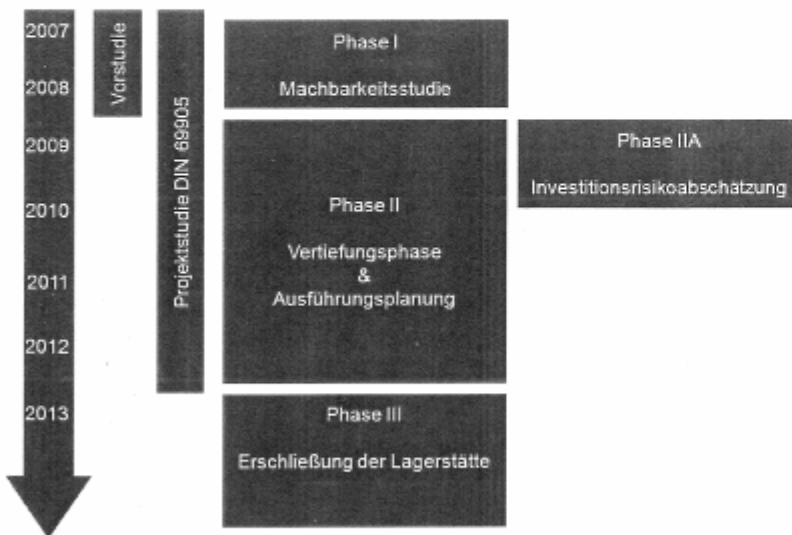 2007
2008
2009
2010
2011
2012
2013
Vorstudie
Projektstudie DIN 69905
Phase I
Machbarkeitsstudie
Phase II
Vertiefungsphase
&
Ausführungsplanung
Phase IIA
Investitionsrisikoabschätzung
Phase III
Erschließung der Lagerstätte